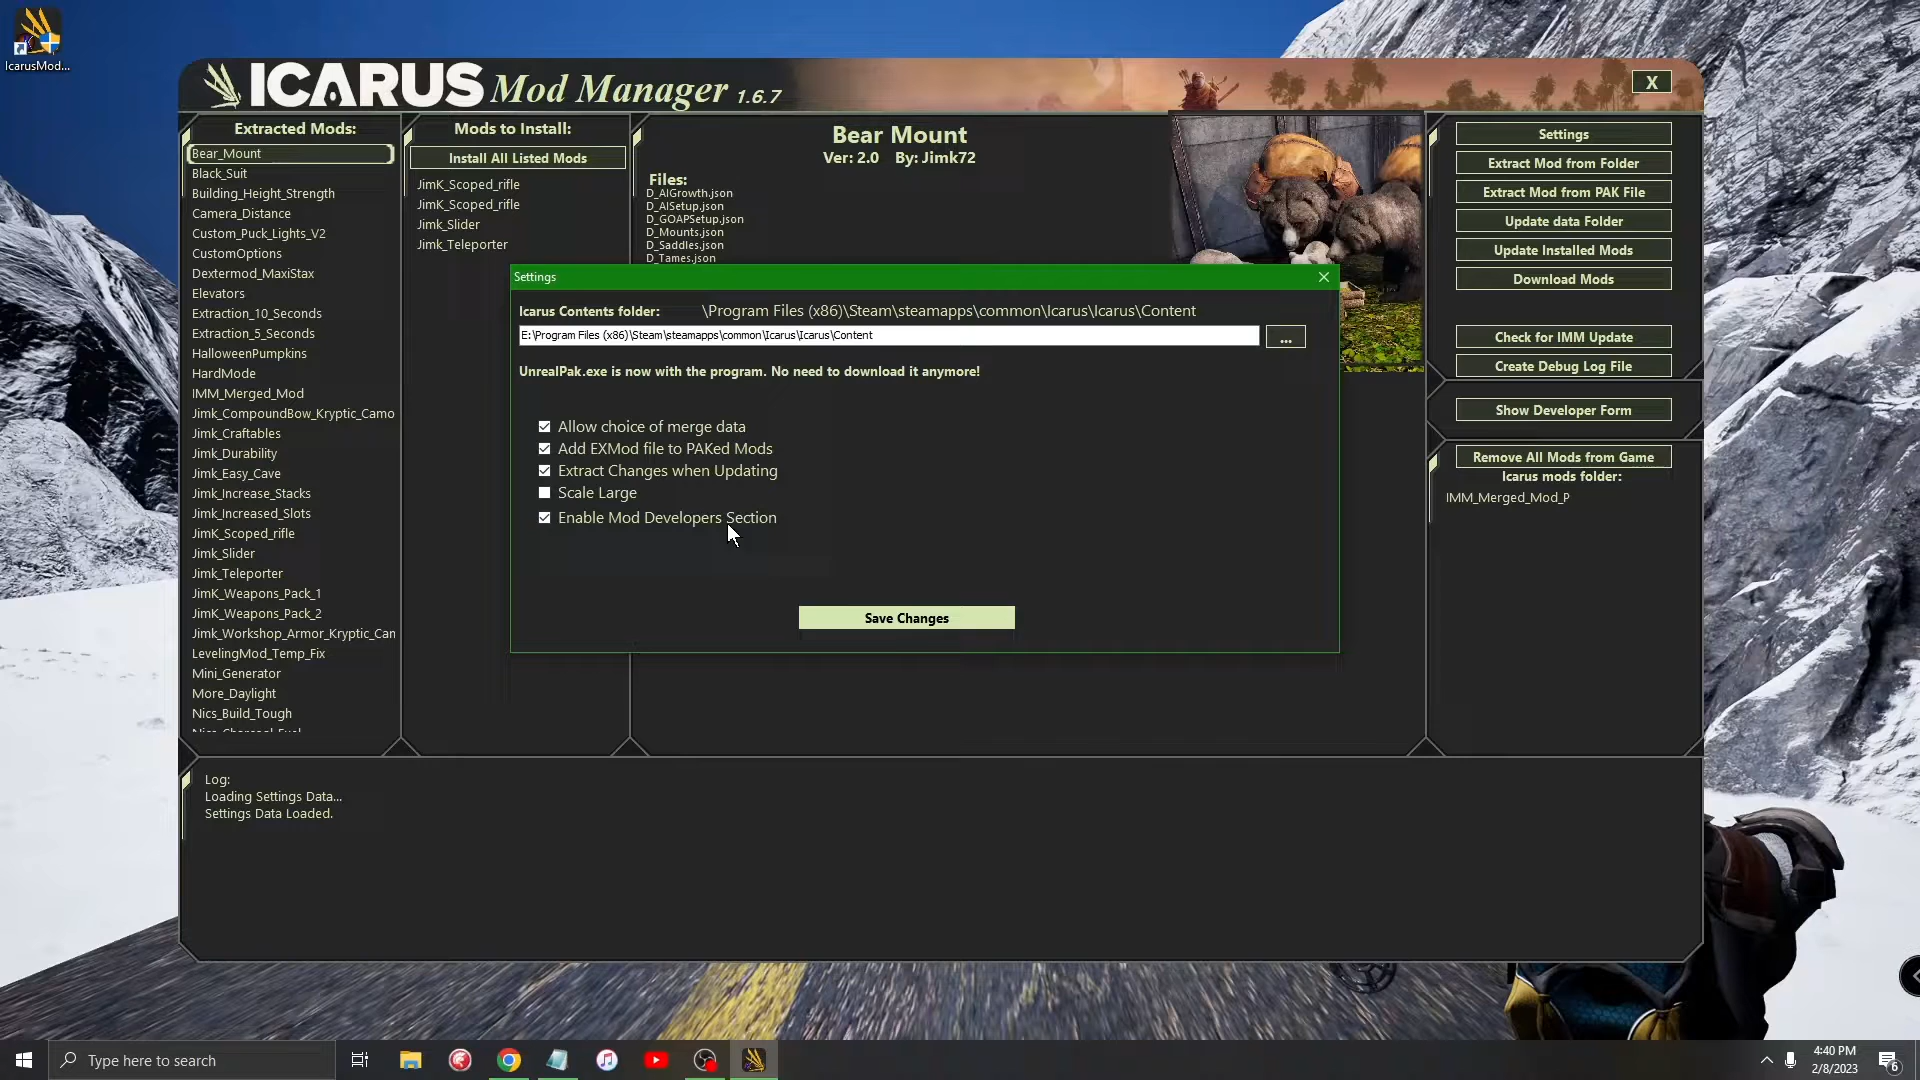 IcarusMod...
ICARUS Mod Manager 1.6.7
X
Extracted Mods:
Bear_Mount
Black_Suit
Building_Height_Strength
Camera_Distance
Custom_Puck_Lights_V2
CustomOptions
Dextermod_MaxiStax
Elevators
Extraction_10_Seconds
Extraction_5_Seconds
HalloweenPumpkins
HardMode
IMM_Merged_Mod
Jimk_CompoundBow_Kryptic_Camo
Jimk_Craftables
Jimk_Durability
Jimk_Easy_Cave
Jimk_Increase_Stacks
Jimk_Increased_Slots
JimK_Scoped_rifle
Jimk_Slider
Jimk_Teleporter
JimK_Weapons_Pack_1
JimK_Weapons_Pack_2
Jimk_Workshop_Armor_Kryptic_Can
LevelingMod_Temp_Fix
Mini_Generator
More_Daylight
Nics_Build_Tough
Mods to Install:
Install All Listed Mods
JimK_Scoped_rifle
JimK_Scoped_rifle
Jimk_Slider
Jimk_Teleporter
Bear Mount
Ver: 2.0 By: Jimk72
Files:
D_AIGrowth.json
D_AISetup.json
D_GOAPSetup.json
D_Mounts.json
D_Saddles.json
D_Tames.json
Settings
Icarus Contents folder: \Program Files (x86)\Steam\steamapps\common\Icarus\Icarus\Content
E:\Program Files (x86)\Steam\steamapps\common\Icarus\Icarus\Content
...
UnrealPak.exe is now with the program. No need to download it anymore!
Allow choice of merge data
Add EXMod file to PAKed Mods
Extract Changes when Updating
Scale Large
Enable Mod Developers Section
Save Changes
Settings
Extract Mod from Folder
Extract Mod from PAK File
Update data Folder
Update Installed Mods
Download Mods
Check for IMM Update
Create Debug Log File
Show Developer Form
Remove All Mods from Game
Icarus mods folder:
IMM_Merged_Mod_P
Log:
Loading Settings Data...
Settings Data Loaded.
Type here to search
4:40 PM
2/8/2023
6